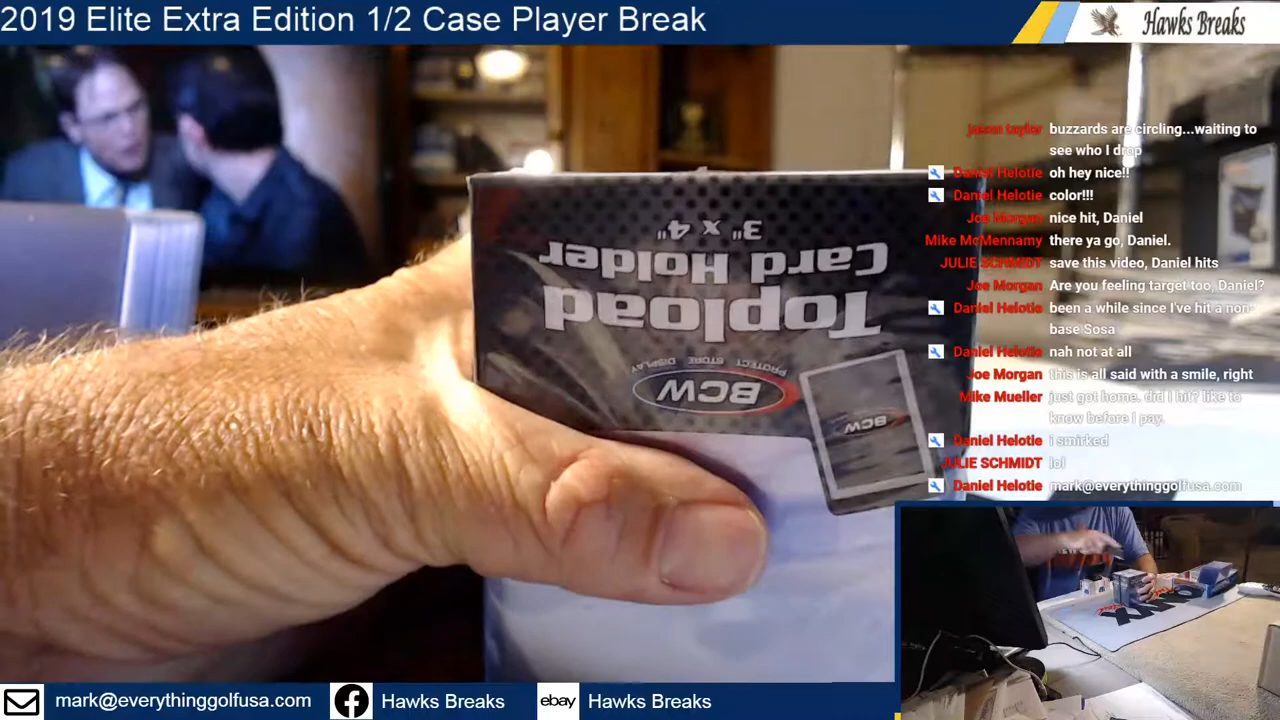 2019 Elite Extra Edition 1/2 Case Player Break
Hawks Breaks
jason taylor buzzards are circling...waiting to
see who I drop
Daniel Helotie oh hey nice!!
Daniel Helotie color!!!
Joe Morgan nice hit, Daniel
Mike McMennamy there ya go, Daniel.
JULIE SCHMIDT save this video, Daniel hits
Joe Morgan Are you feeling target too, Daniel?
Daniel Helotie been a while since I've hit a non-
base Sosa
Daniel Helotie nah not at all
Joe Morgan this is all said with a smile, right
Mike Mueller just got home. did I hit? like to
know before I pay.
Daniel Helotie i smirked
JULIE SCHMIDT lol
Daniel Helotie mark@everythinggolfusa.com
3" x 4"
Card Holder
Topload
PROTECT STORE DISPLAY
BCW
BCW
mark@everythinggolfusa.com
Hawks Breaks
ebay
Hawks Breaks